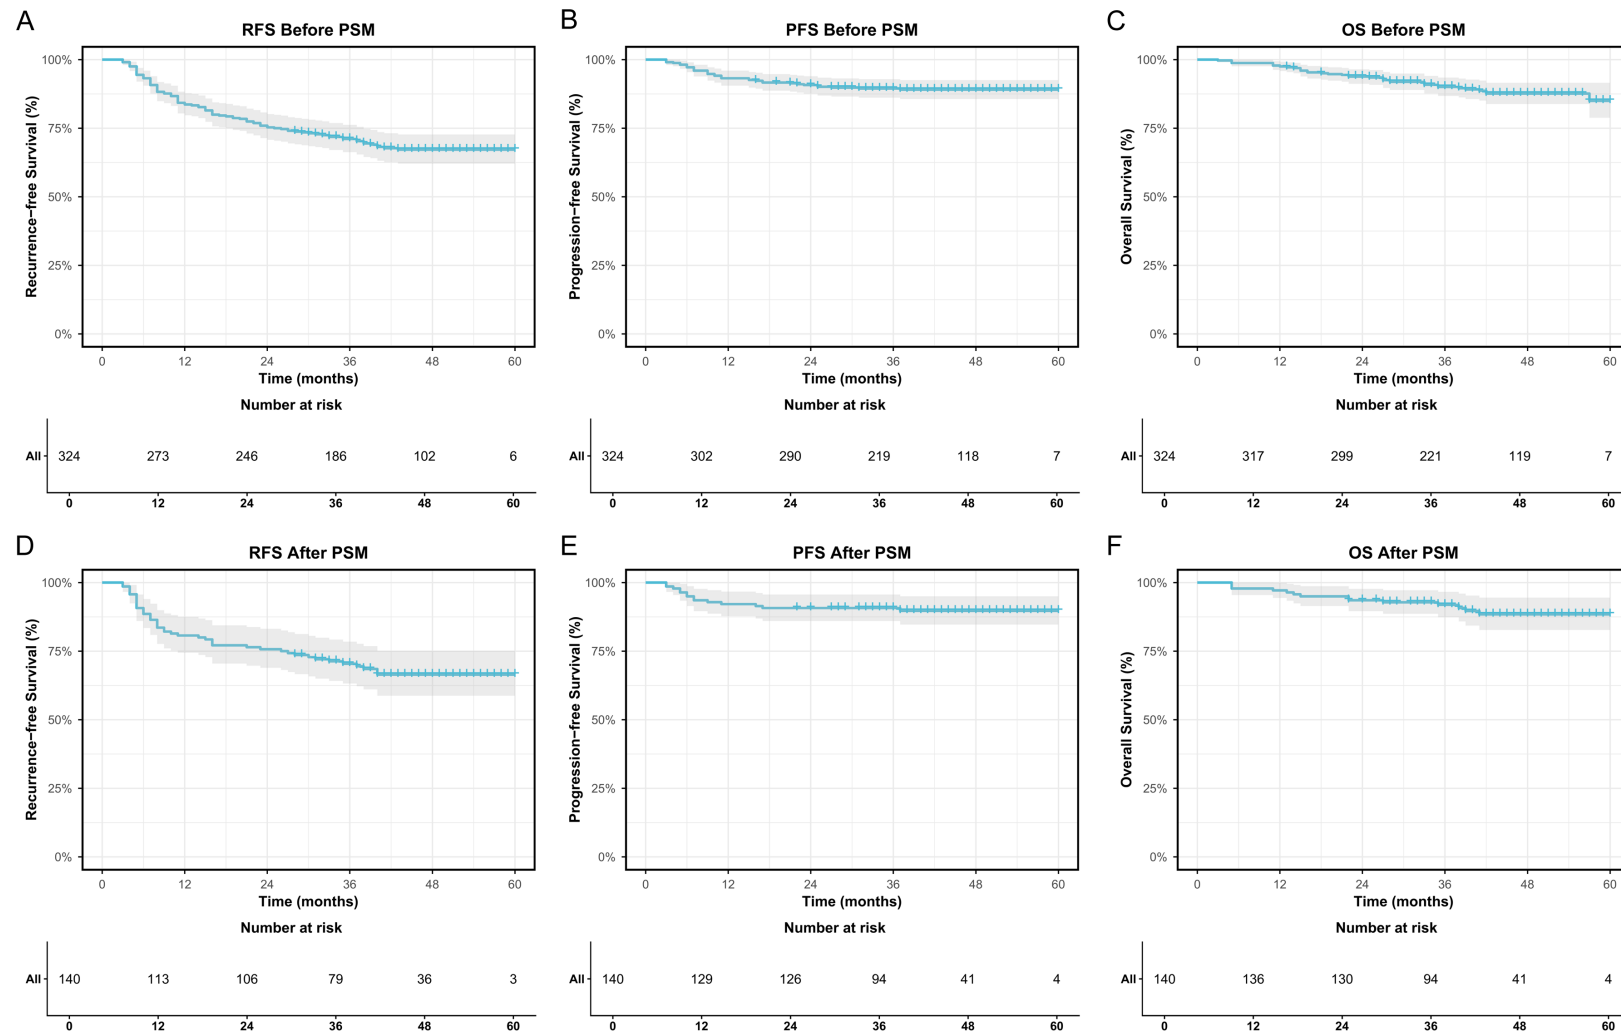 A
RFS Before PSM
Recurrence-free Survival (%)
100%
75%
50%
25%
0%
0 12 24 36 48 60
Time (months)
Number at risk
All 324 273 246 186 102 6
0 12 24 36 48 60
B
PFS Before PSM
Progression-free Survival (%)
100%
75%
50%
25%
0%
0 12 24 36 48 60
Time (months)
Number at risk
All 324 302 290 219 118 7
0 12 24 36 48 60
C
OS Before PSM
Overall Survival (%)
100%
75%
50%
25%
0%
0 12 24 36 48 60
Time (months)
Number at risk
All 324 317 299 221 119 7
0 12 24 36 48 60
D
RFS After PSM
Recurrence-free Survival (%)
100%
75%
50%
25%
0%
0 12 24 36 48 60
Time (months)
Number at risk
All 140 113 106 79 36 3
0 12 24 36 48 60
E
PFS After PSM
Progression-free Survival (%)
100%
75%
50%
25%
0%
0 12 24 36 48 60
Time (months)
Number at risk
All 140 129 126 94 41 4
0 12 24 36 48 60
F
OS After PSM
Overall Survival (%)
100%
75%
50%
25%
0%
0 12 24 36 48 60
Time (months)
Number at risk
All 140 136 130 94 41 4
0 12 24 36 48 60